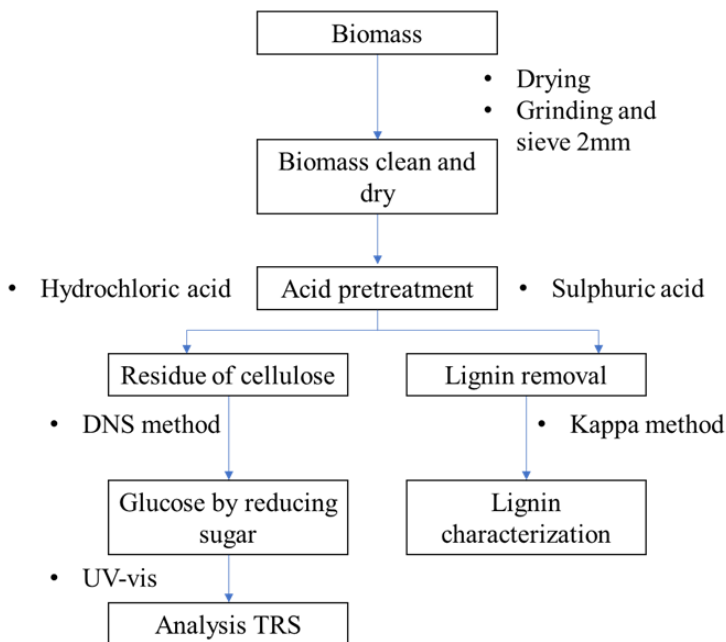 Biomass
• Drying
• Grinding and
sieve 2mm
Biomass clean and
dry
• Hydrochloric acid
Acid pretreatment
• Sulphuric acid
Residue of cellulose
Lignin removal
• DNS method
• Kappa method
Glucose by reducing
sugar
Lignin
characterization
• UV-vis
Analysis TRS